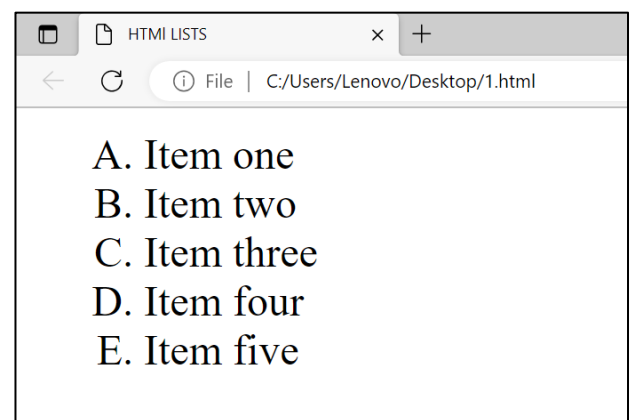 HTMl LISTS
File | C:/Users/Lenovo/Desktop/1.html
A. Item one
B. Item two
C. Item three
D. Item four
E. Item five